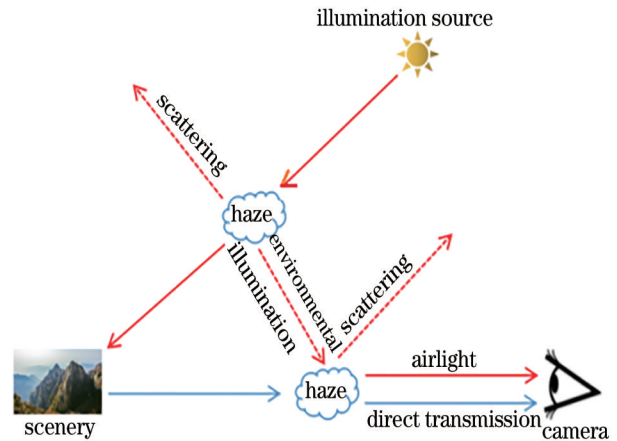 illumination source
scattering
haze
illumination
environmental
scattering
airlight
haze
direct transmission
scenery
camera